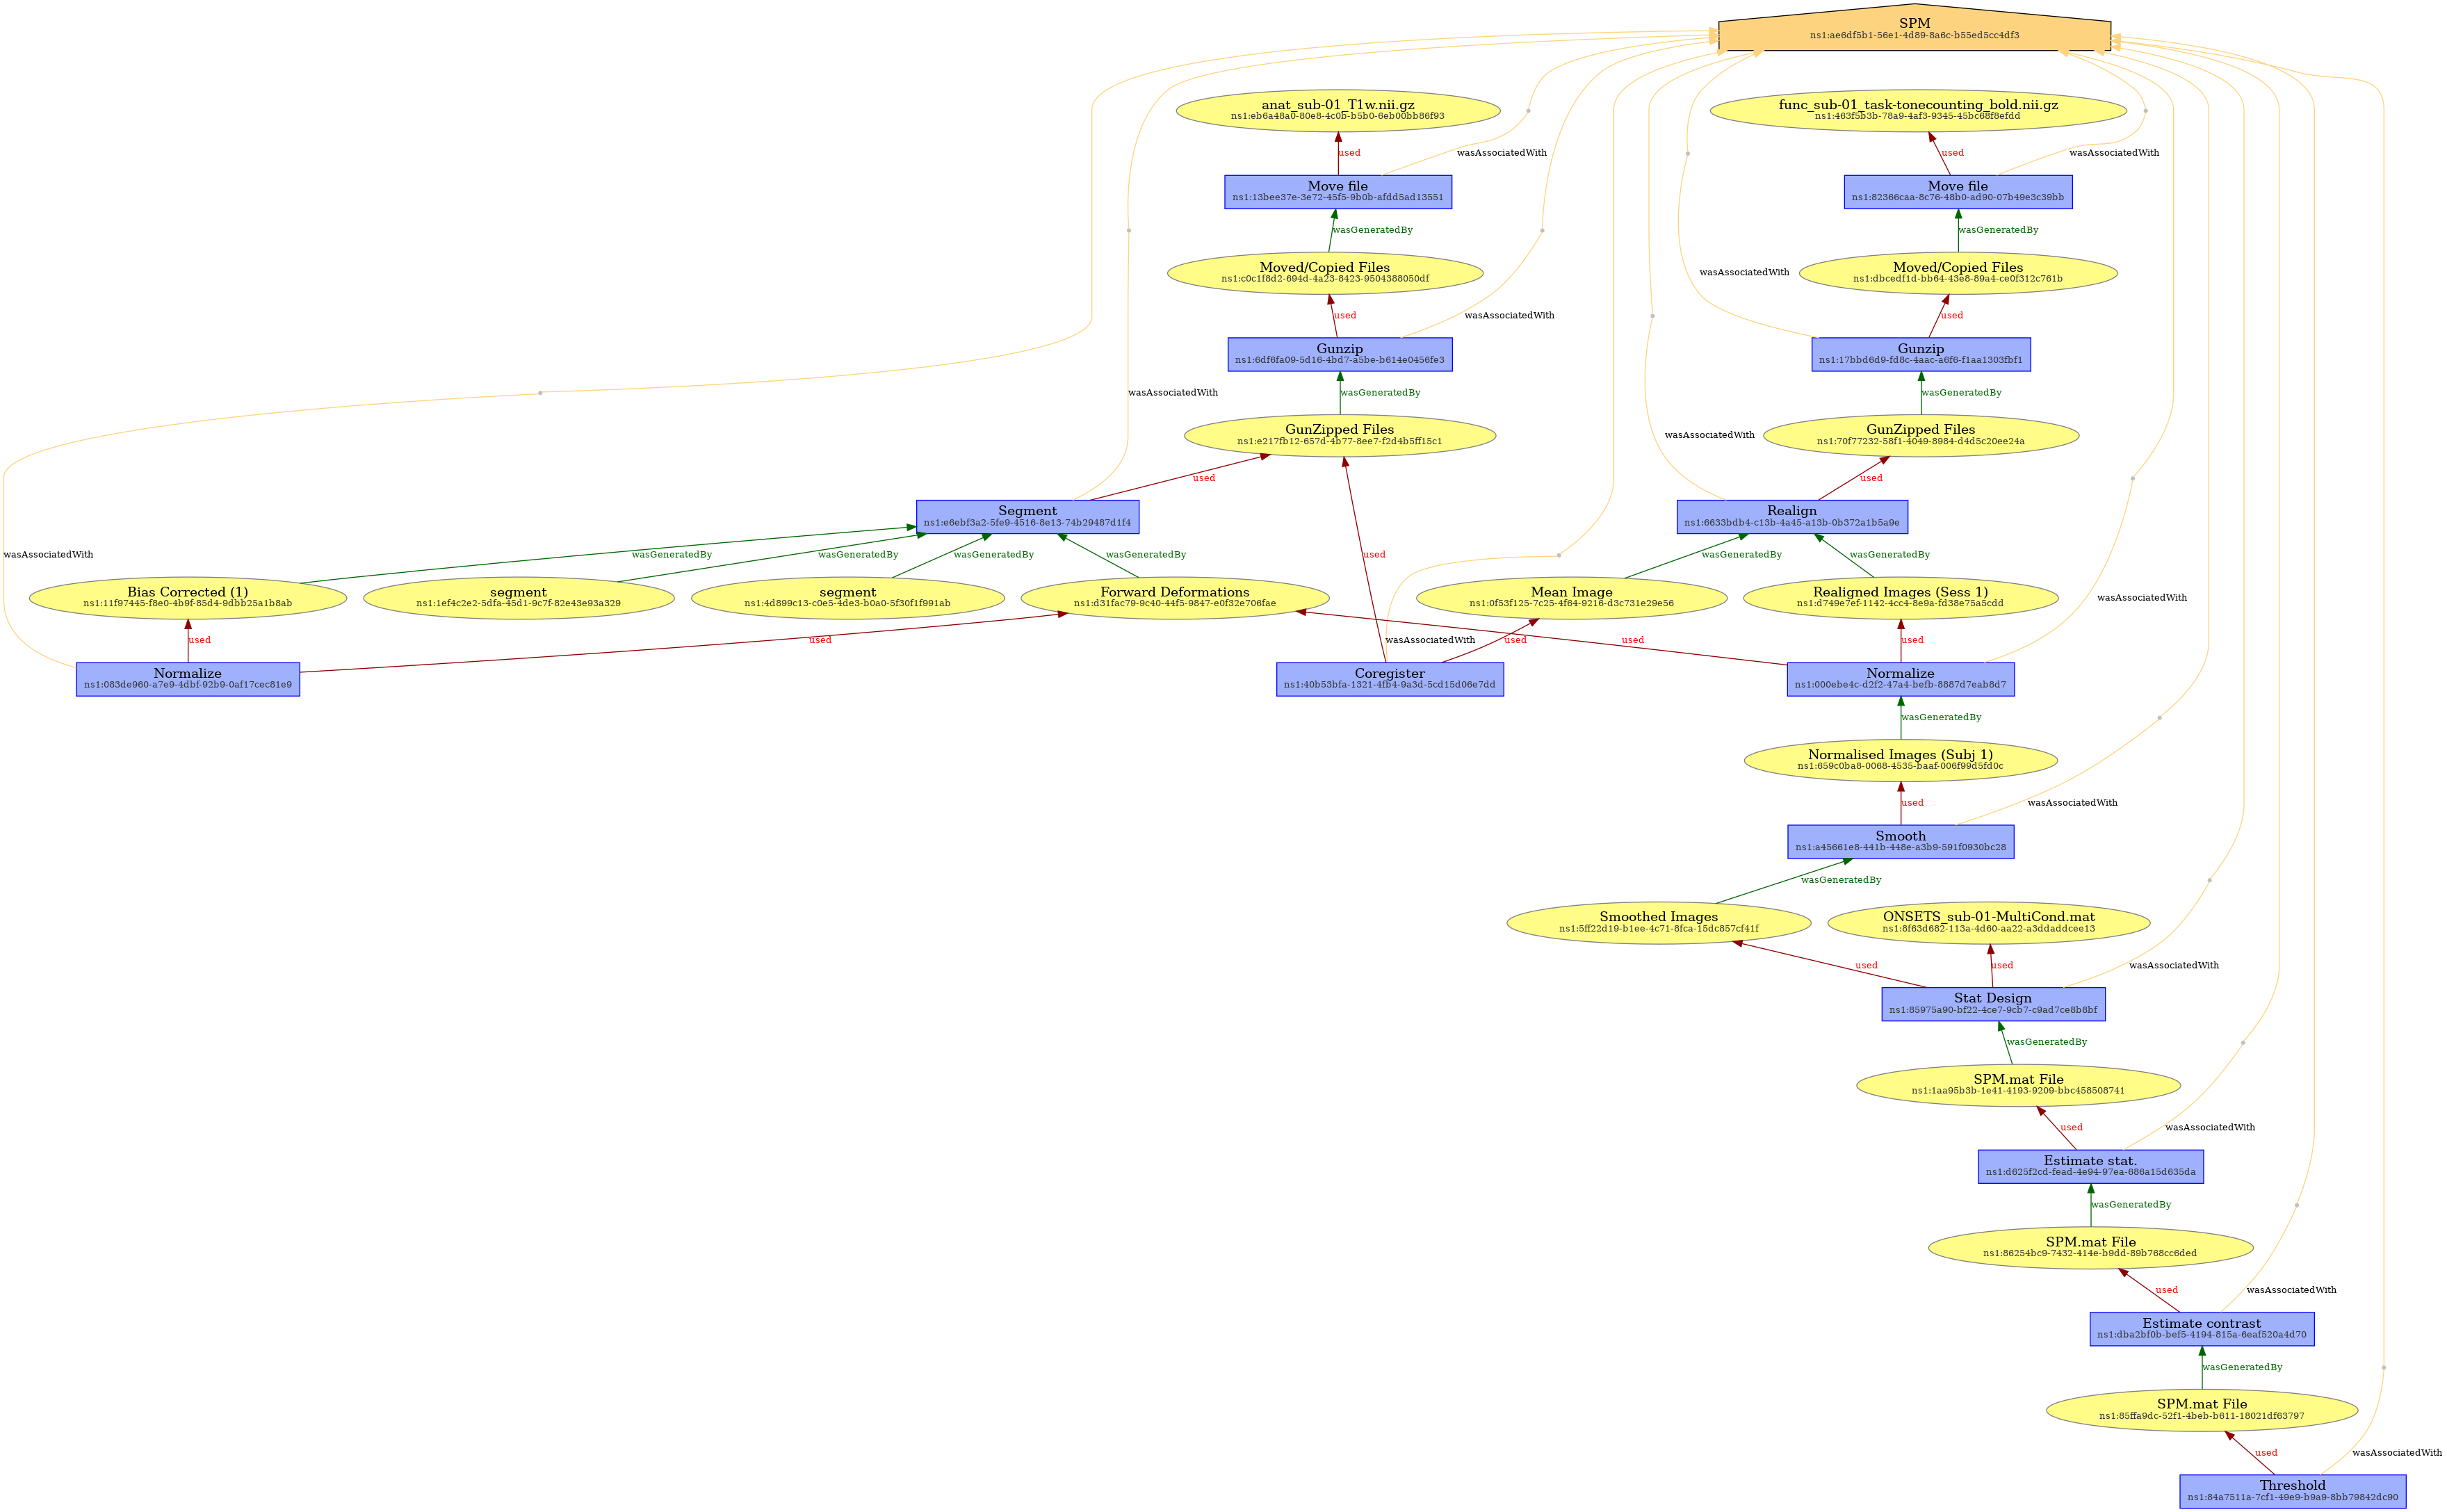 SPM
ns1:ae6df5b1-56e1-4d89-8a6c-b55ed5cc4df3
anat_sub-01_T1w.nii.gz
ns1:eb6a48a0-80e8-4c0b-b5b0-6eb00bb86f93
func_sub-01_task-tonecounting_bold.nii.gz
ns1:463f5b3b-78a9-4af3-9345-45bc68f8efdd
used
wasAssociatedWith
used
wasAssociatedWith
Move file
ns1:13bee37e-3e72-45f5-9b0b-afdd5ad13551
Move file
ns1:82366caa-8c76-48b0-ad90-07b49e3c39bb
wasGeneratedBy
wasGeneratedBy
Moved/Copied Files
ns1:c0c1f8d2-694d-4a23-8423-9504388050df
wasAssociatedWith
Moved/Copied Files
ns1:dbcedf1d-bb64-43e8-89a4-ce0f312c761b
used
wasAssociatedWith
used
Gunzip
ns1:6df6fa09-5d16-4bd7-a5be-b614e0456fe3
Gunzip
ns1:17bbd6d9-fd8c-4aac-a6f6-f1aa1303fbf1
wasAssociatedWith
wasGeneratedBy
wasGeneratedBy
GunZipped Files
ns1:e217fb12-657d-4b77-8ee7-f2d4b5ff15c1
wasAssociatedWith
GunZipped Files
ns1:70f77232-58f1-4049-8984-d4d5c20ee24a
used
used
Segment
ns1:e6ebf3a2-5fe9-4516-8e13-74b29487d1f4
Realign
ns1:6633bdb4-c13b-4a45-a13b-0b372a1b5a9e
wasAssociatedWith
wasGeneratedBy
wasGeneratedBy
wasGeneratedBy
wasGeneratedBy
used
wasGeneratedBy
wasGeneratedBy
Bias Corrected (1)
ns1:11f97445-f8e0-4b9f-85d4-9dbb25a1b8ab
segment
ns1:1ef4c2e2-5dfa-45d1-9c7f-82e43e93a329
segment
ns1:4d899c13-c0e5-4de3-b0a0-5f30f1f991ab
Forward Deformations
ns1:d31fac79-9c40-44f5-9847-e0f32e706fae
Mean Image
ns1:0f53f125-7c25-4f64-9216-d3c731e29e56
Realigned Images (Sess 1)
ns1:d749e7ef-1142-4cc4-8e9a-fd38e75a5cdd
wasAssociatedWith
used
used
wasAssociatedWith
used
used
used
Normalize
ns1:083de960-a7e9-4dbf-92b9-0af17cec81e9
Coregister
ns1:40b53bfa-1321-4fb4-9a3d-5cd15d06e7dd
Normalize
ns1:000ebe4c-d2f2-47a4-befb-8887d7eab8d7
wasGeneratedBy
Normalised Images (Subj 1)
ns1:659c0ba8-0068-4535-baaf-006f99d5fd0c
used
wasAssociatedWith
Smooth
ns1:a45661e8-441b-448e-a3b9-591f0930bc28
wasGeneratedBy
Smoothed Images
ns1:5ff22d19-b1ee-4c71-8fca-15dc857cf41f
ONSETS_sub-01-MultiCond.mat
ns1:8f63d682-113a-4d60-aa22-a3ddaddcee13
used
used
wasAssociatedWith
Stat Design
ns1:85975a90-bf22-4ce7-9cb7-c9ad7ce8b8bf
wasGeneratedBy
SPM.mat File
ns1:1aa95b3b-1e41-4193-9209-bbc458508741
used
wasAssociatedWith
Estimate stat.
ns1:d625f2cd-fead-4e94-97ea-686a15d635da
wasGeneratedBy
SPM.mat File
ns1:86254bc9-7432-414e-b9dd-89b768cc6ded
used
wasAssociatedWith
Estimate contrast
ns1:dba2bf0b-bef5-4194-815a-6eaf520a4d70
wasGeneratedBy
SPM.mat File
ns1:85ffa9dc-52f1-4beb-b611-18021df63797
used
wasAssociatedWith
Threshold
ns1:84a7511a-7cf1-49e9-b9a9-8bb79842dc90